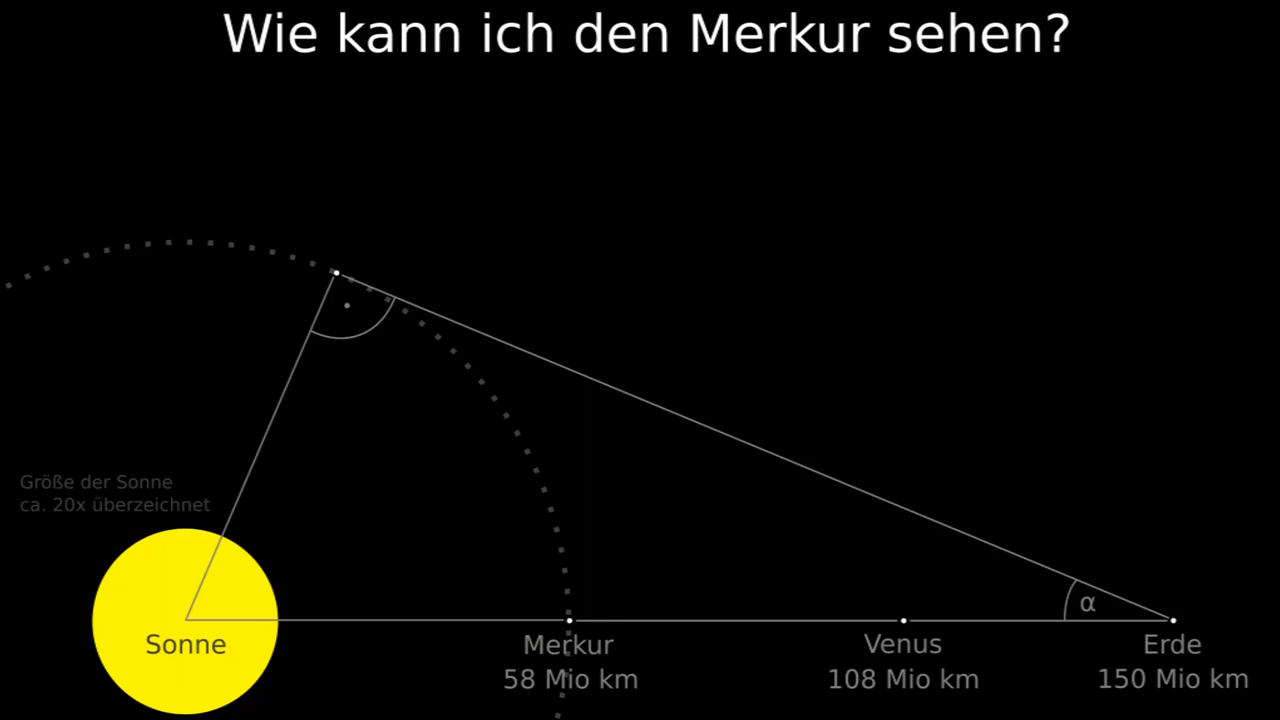 Wie kann ich den Merkur sehen?
Größe der Sonne
ca. 20x überzeichnet
α
Sonne
Merkur
58 Mio km
Venus
108 Mio km
Erde
150 Mio km